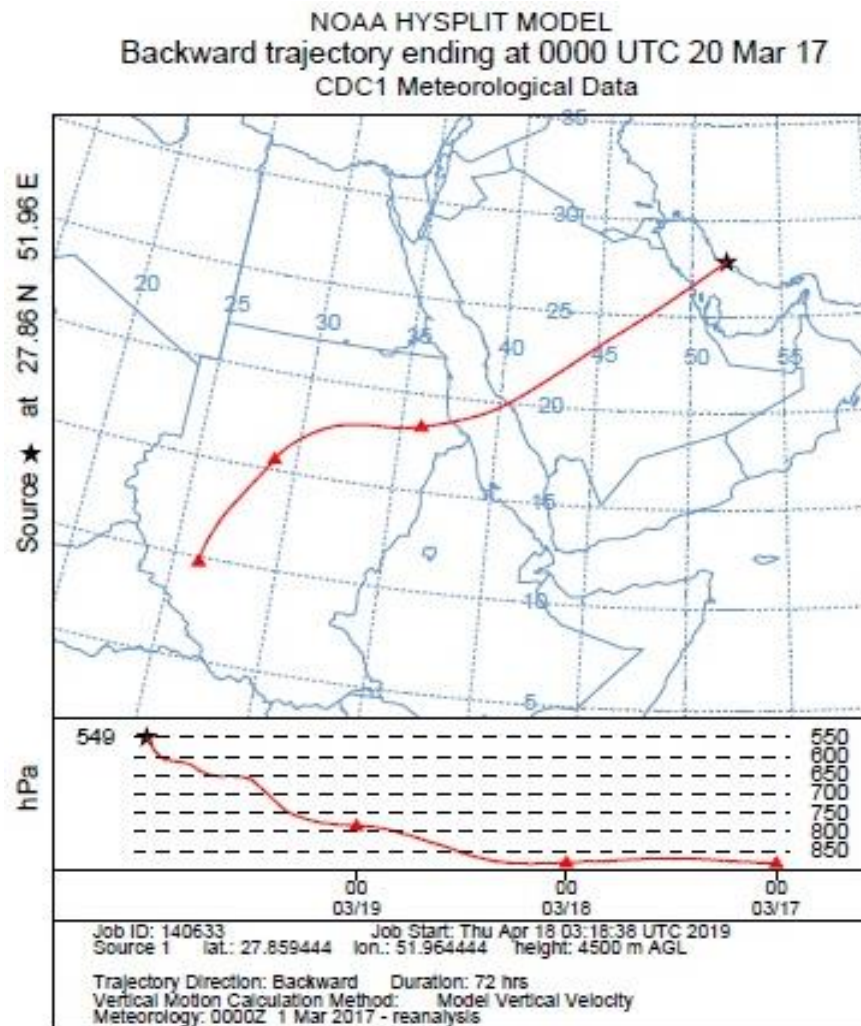 NOAA HYSPLIT MODEL
Backward trajectory ending at 0000 UTC 20 Mar 17
CDC1 Meteorological Data
Source ★ at 27.86 N 51.96 E
35
30
20
25
30
35
40
25
45
50
55
20
15
10
5
549
hPa
550
600
650
700
750
800
850
00 00 00
03/19 03/18 03/17
Job ID: 140633 Job Start: Thu Apr 18 03:18:38 UTC 2019
Source 1 lat.: 27.859444 lon.: 51.964444 height: 4500 m AGL
Trajectory Direction: Backward Duration: 72 hrs
Vertical Motion Calculation Method: Model Vertical Velocity
Meteorology: 0000Z 1 Mar 2017 - reanalysis